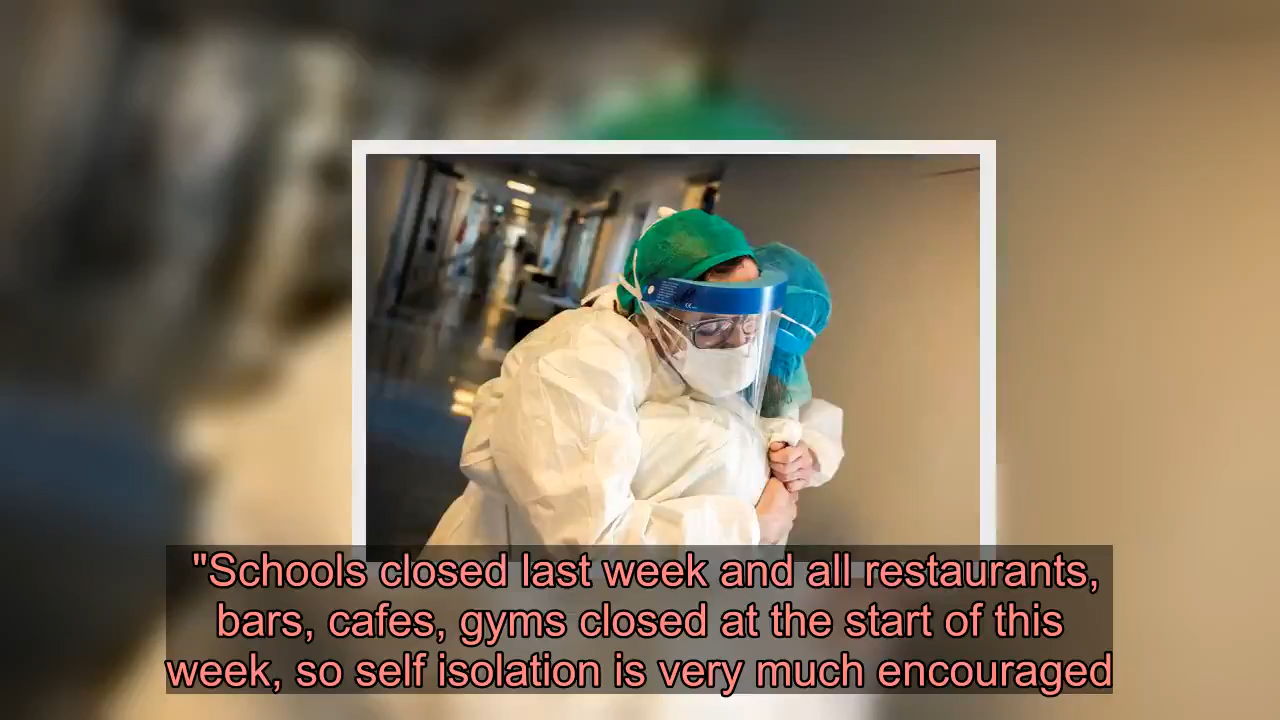 "Schools closed last week and all restaurants,
bars, cafes, gyms closed at the start of this
week, so self isolation is very much encouraged